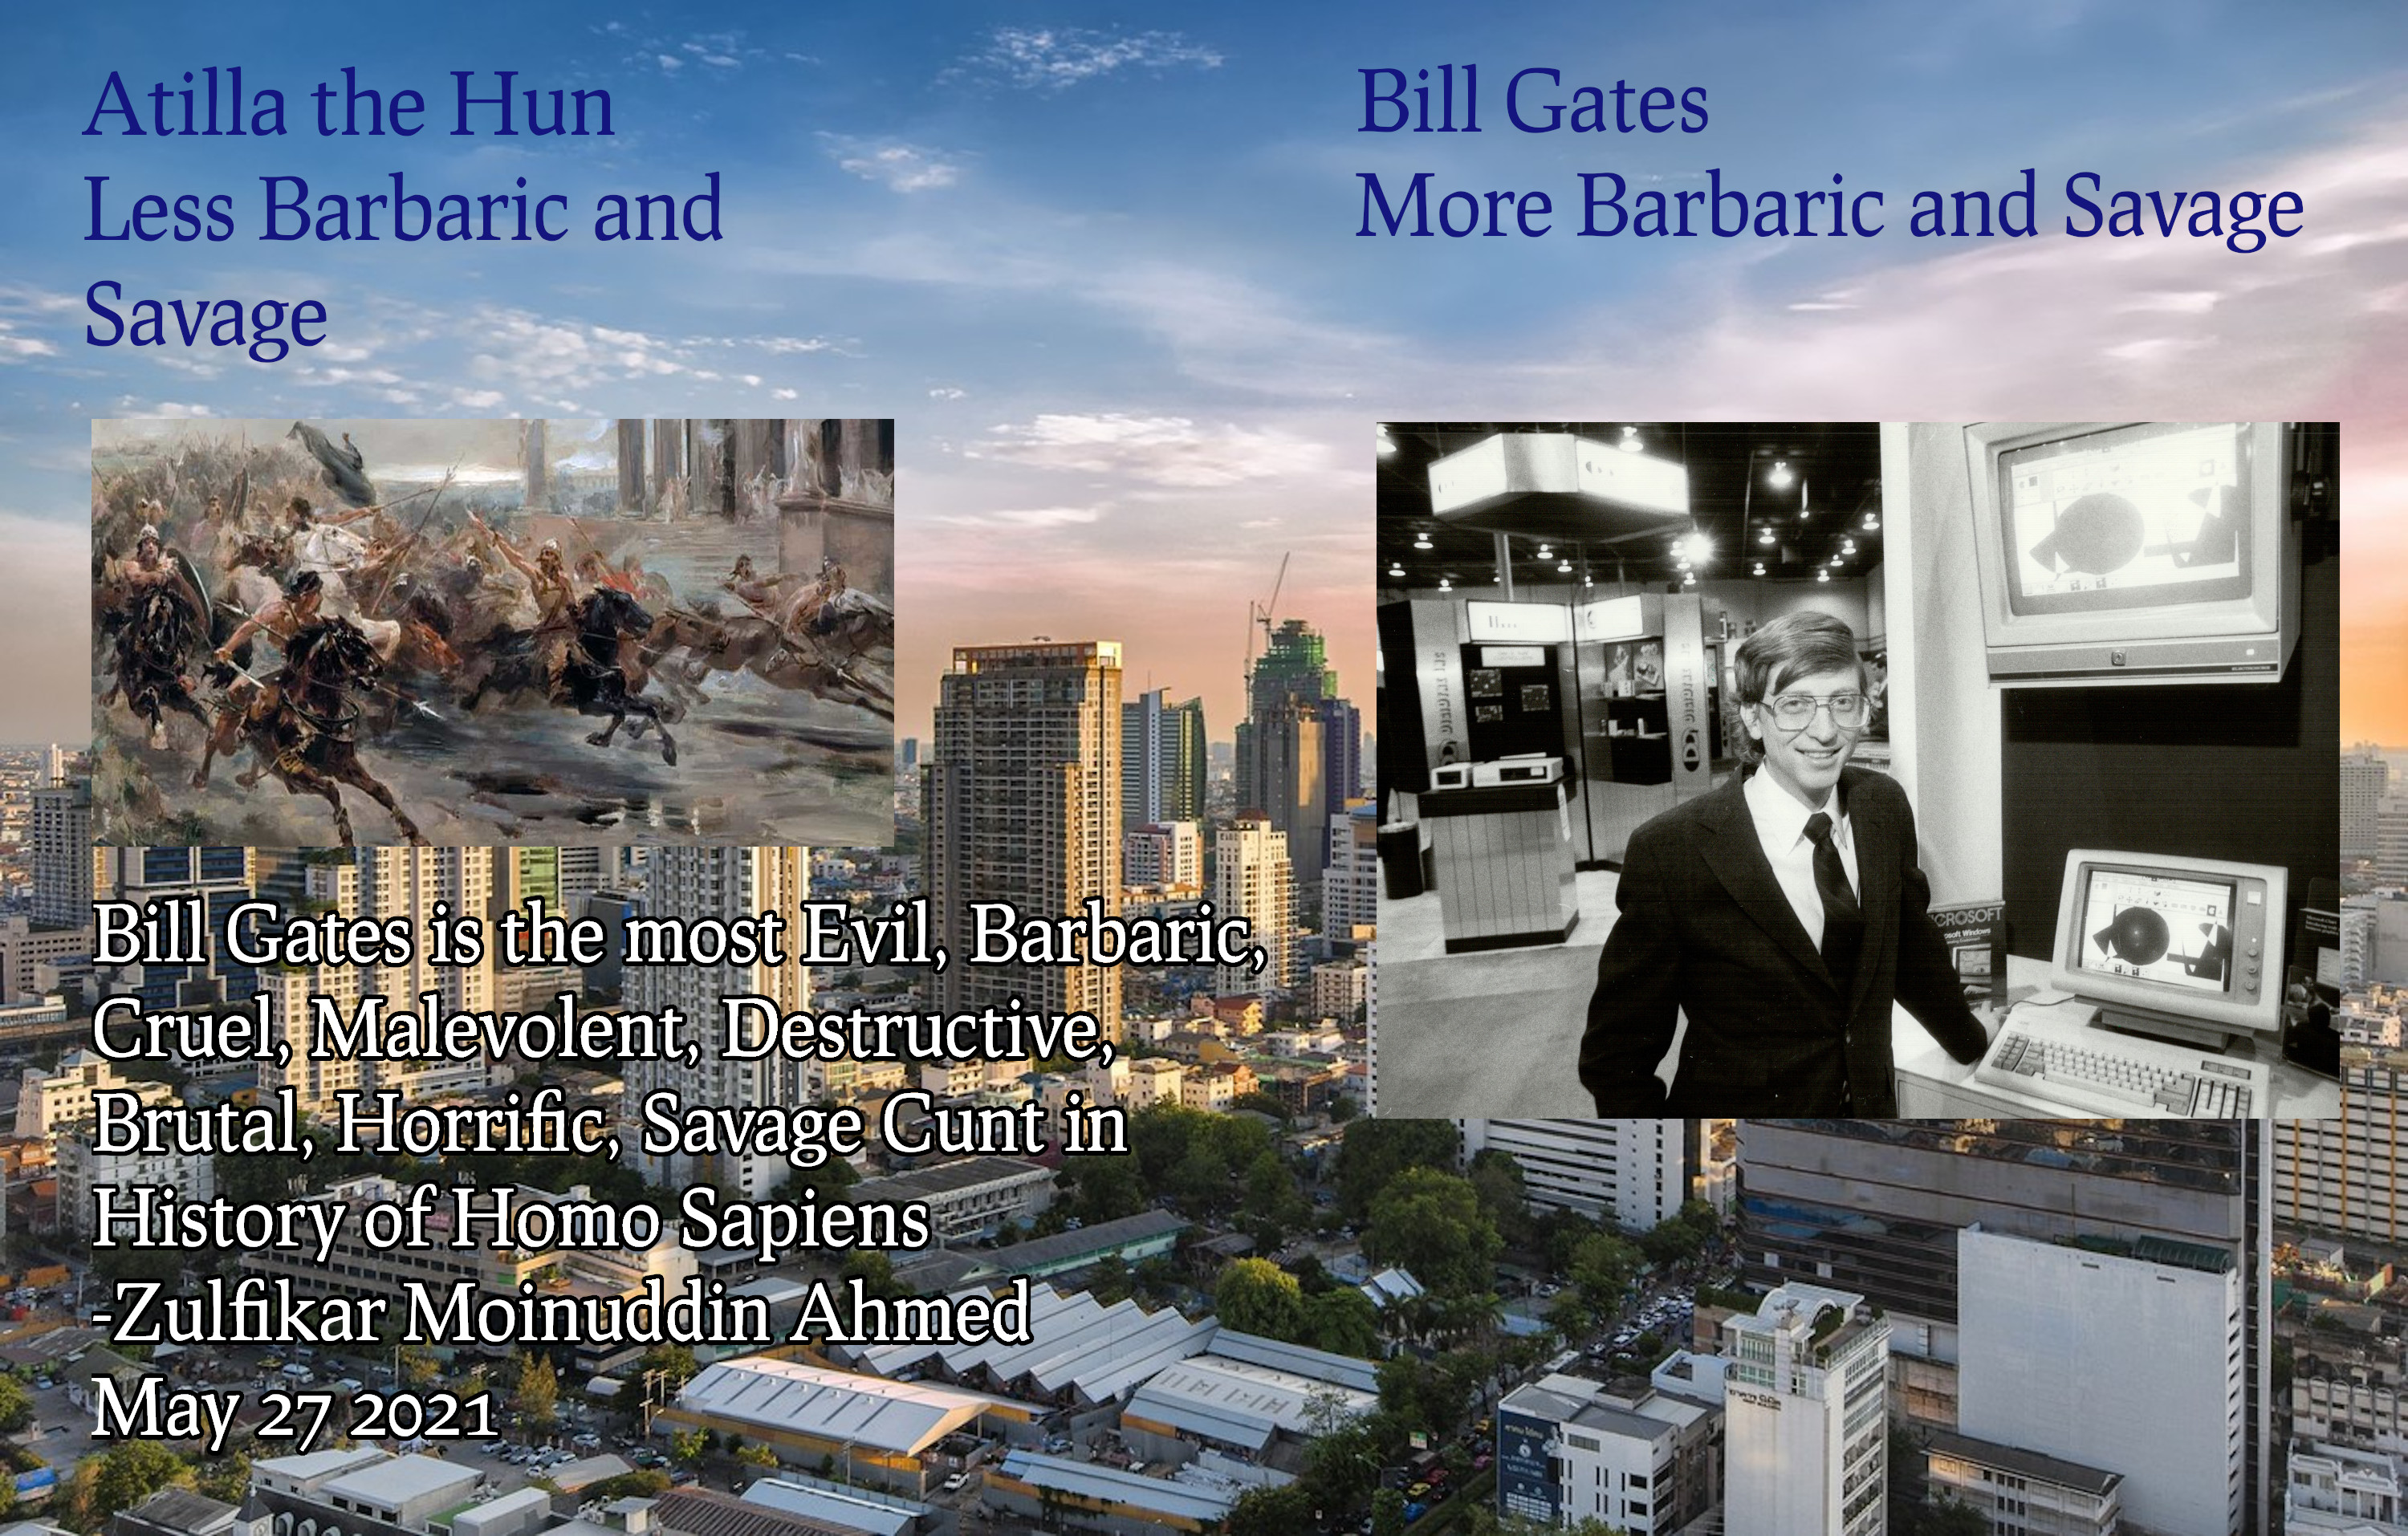 Atilla the Hun
Less Barbaric and
Savage
Bill Gates
More Barbaric and Savage
Bill Gates is the most Evil, Barbaric,
Cruel, Malevolent, Destructive,
Brutal, Horrific, Savage Cunt in
History of Homo Sapiens
-Zulfikar Moinuddin Ahmed
May 27 2021